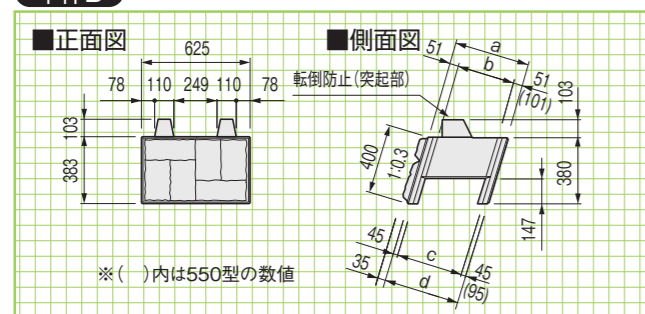 ■正面図
625
78 110 249 110 78
103
383
※(　)内は550型の数値
■側面図
転倒防止(突起部)
51
a
b
51
(101)
103
400
1:0.3
380
147
45
35
c
d
45
(95)